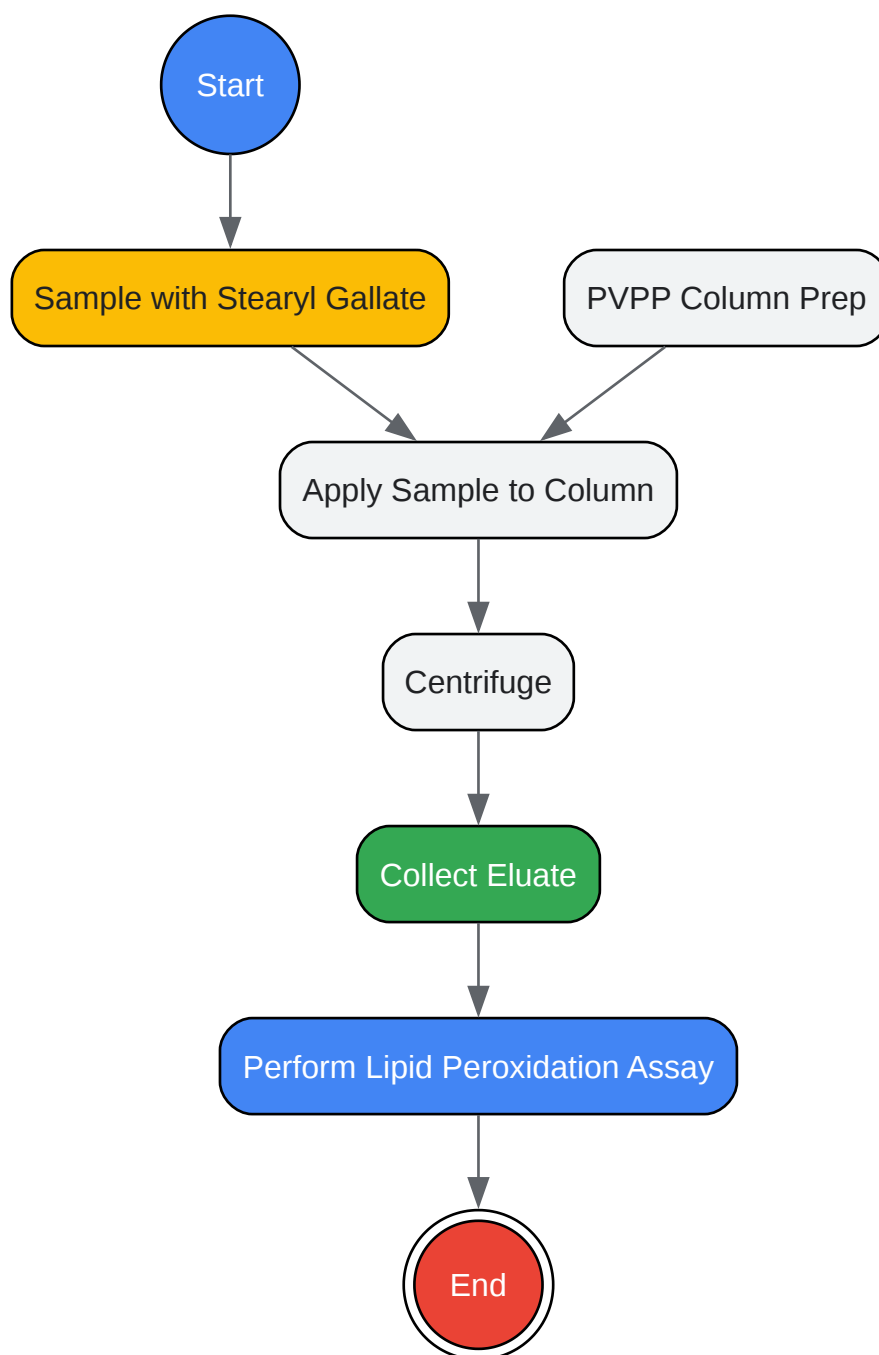 Start
Sample with Stearyl Gallate
PVPP Column Prep
Apply Sample to Column
Centrifuge
Collect Eluate
Perform Lipid Peroxidation Assay
End